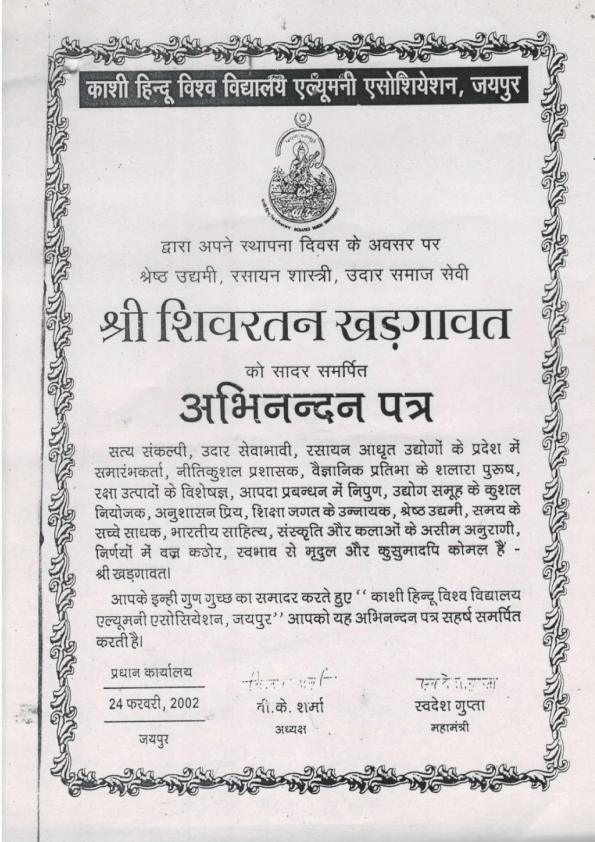 काशी हिन्दू विश्व विद्यालय एल्यूमनी एसोशियेशन, जयपुर
द्वारा अपने स्थापना दिवस के अवसर पर
श्रेष्ठ उद्यमी, रसायन शास्त्री, उदार समाज सेवी
श्री शिवरतन खड़गावत
को सादर समर्पित
अभिनन्दन पत्र
सत्य संकल्पी, उदार सेवाभावी, रसायन आधृत उद्योगों के प्रदेश में
समारंभकर्ता, नीतिकुशल प्रशासक, वैज्ञानिक प्रतिभा के शलारा पुरूष,
रक्षा उत्पादों के विशेषज्ञ, आपदा प्रबन्धन में निपुण, उद्योग समूह के कुशल
नियोजक, अनुशासन प्रिय, शिक्षा जगत के उन्नायक, श्रेष्ठ उद्यमी, समय के
सच्चे साधक, भारतीय साहित्य, संस्कृति और कलाओं के असीम अनुरागी,
निर्णयों में वज्र कठोर, स्वभाव से मृदुल और कुसुमादपि कोमल हैं -
श्री खड़गावत।
आपके इन्ही गुण गुच्छ का समादर करते हुए " काशी हिन्दू विश्व विद्यालय
एल्यूमनी एसोसियेशन, जयपुर" आपको यह अभिनन्दन पत्र सहर्ष समर्पित
करती है।
प्रधान कार्यालय
24 फरवरी, 2002
जयपुर
वी.के. शर्मा
अध्यक्ष
स्वदेश गुप्ता
स्वदेश गुप्ता
महामंत्री